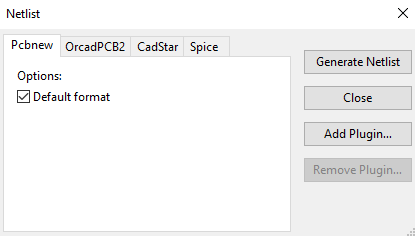 Netlist
Pcbnew OrcadPCB2 CadStar Spice
Options:
Default format
Generate Netlist
Close
Add Plugin...
Remove Plugin...